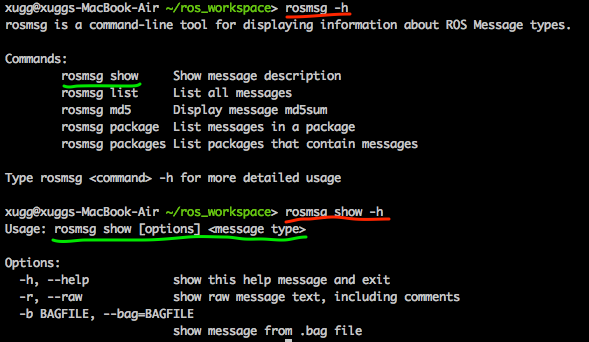 xugg@xuggs-MacBook-Air ~/ros_workspace> rosmsg -h
rosmsg is a command-line tool for displaying information about ROS Message types.
Commands:
rosmsg show Show message description
rosmsg list List all messages
rosmsg md5 Display message md5sum
rosmsg package List messages in a package
rosmsg packages List packages that contain messages
Type rosmsg <command> -h for more detailed usage
xugg@xuggs-MacBook-Air ~/ros_workspace> rosmsg show -h
Usage: rosmsg show [options] <message type>
Options:
-h, --help show this help message and exit
-r, --raw show raw message text, including comments
-b BAGFILE, --bag=BAGFILE
show message from .bag file